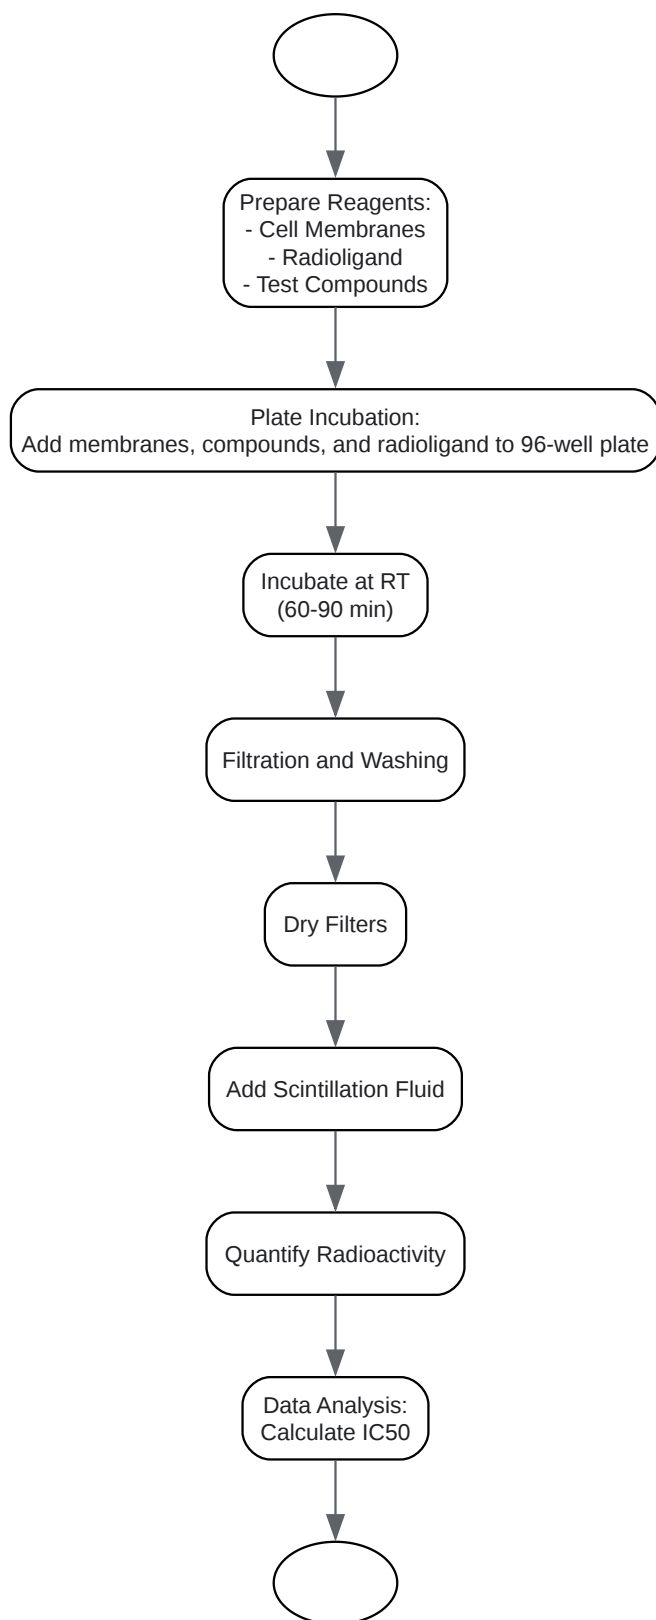 Prepare Reagents:
- Cell Membranes
- Radioligand
- Test Compounds
Plate Incubation:
Add membranes, compounds, and radioligand to 96-well plate
Incubate at RT
(60-90 min)
Filtration and Washing
Dry Filters
Add Scintillation Fluid
Quantify Radioactivity
Data Analysis:
Calculate IC50